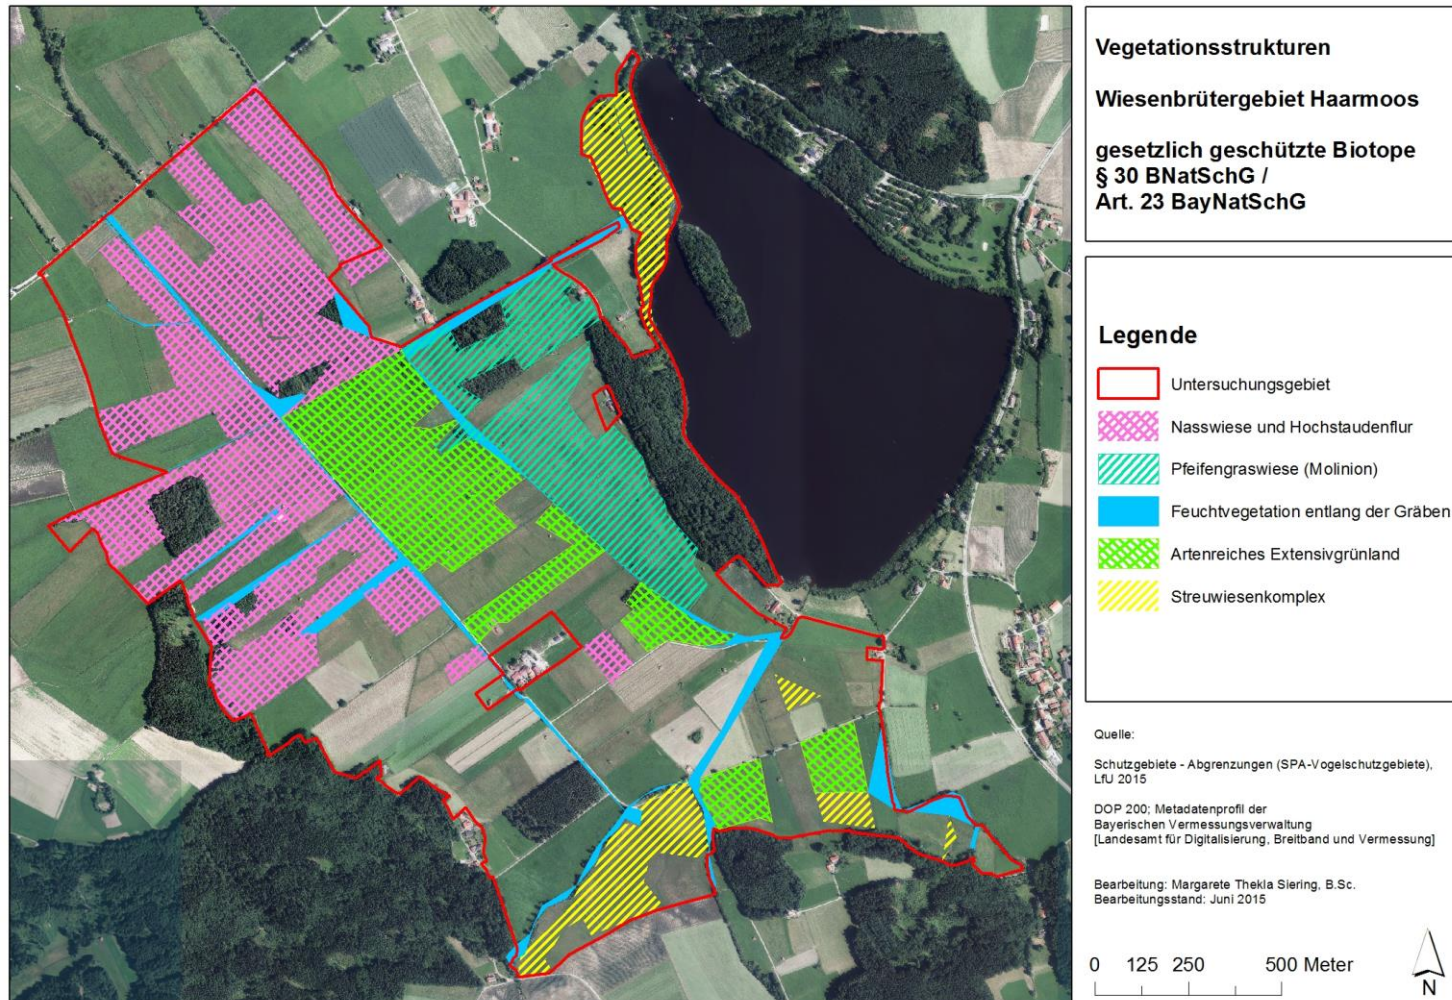 Vegetationsstrukturen
Wiesenbrütergebiet Haarmoos
gesetzlich geschützte Biotope
§ 30 BNatSchG /
Art. 23 BayNatSchG
Legende
Untersuchungsgebiet
Nasswiese und Hochstaudenflur
Pfeifengraswiese (Molinion)
Feuchtvegetation entlang der Gräben
Artenreiches Extensivgrünland
Streuwiesenkomplex
Quelle:
Schutzgebiete - Abgrenzungen (SPA-Vogelschutzgebiete),
LfU 2015
DOP 200; Metadatenprofil der
Bayerischen Vermessungsverwaltung
[Landesamt für Digitalisierung, Breitband und Vermessung]
Bearbeitung: Margarete Thekla Siering, B.Sc.
Bearbeitungsstand: Juni 2015
0 125 250 500 Meter
N